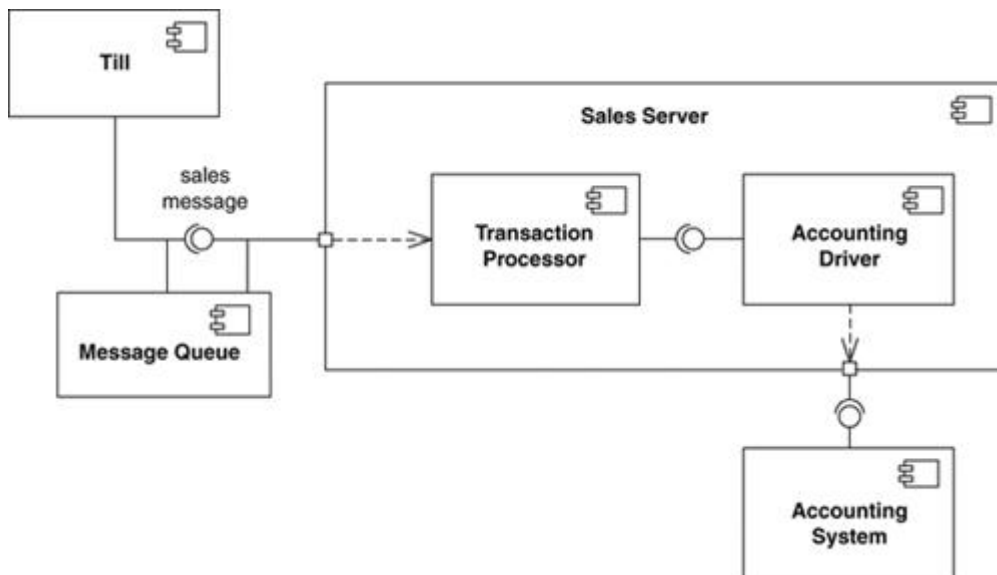 Till
Sales Server
sales
message
Transaction
Processor
Accounting
Driver
Message Queue
Accounting
System